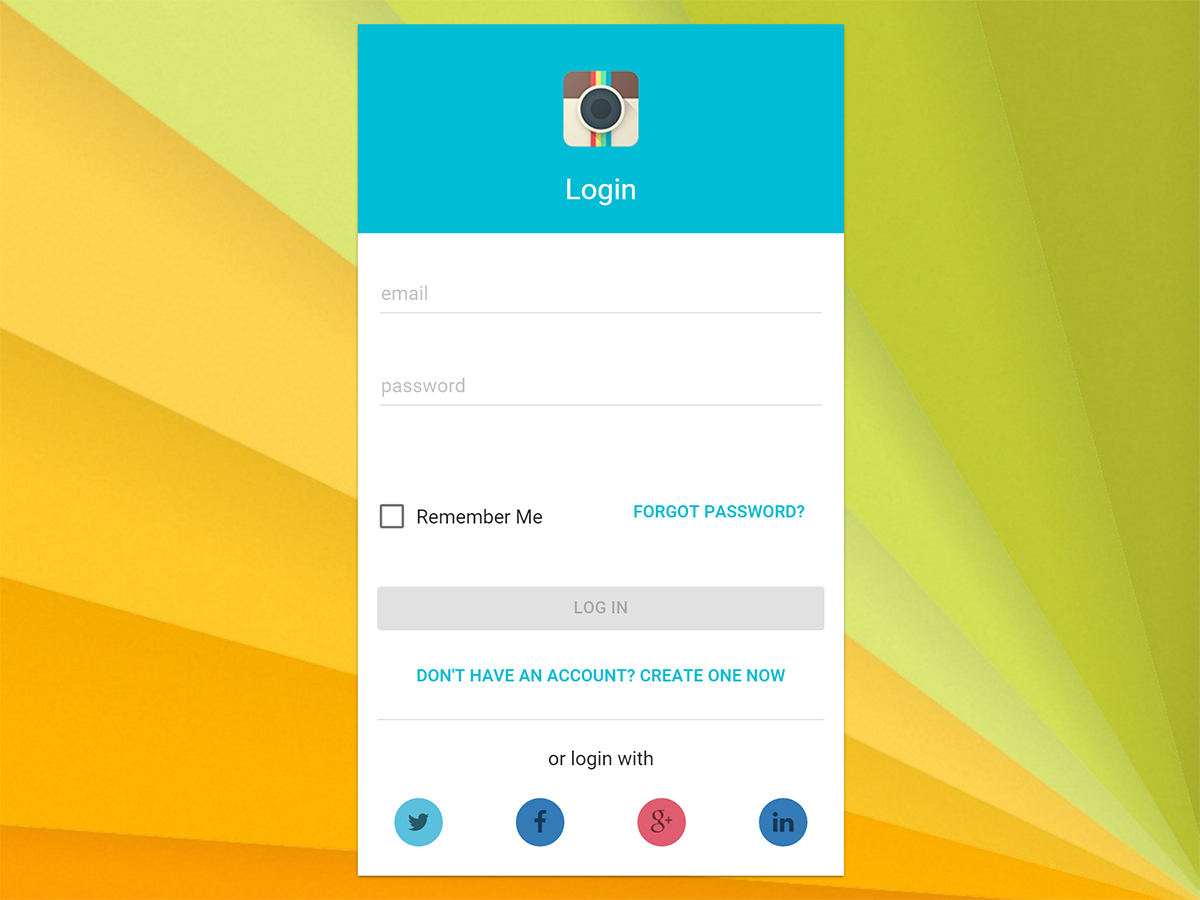 Login
email
password
Remember Me
FORGOT PASSWORD?
LOG IN
DON'T HAVE AN ACCOUNT? CREATE ONE NOW
or login with
f g+ in